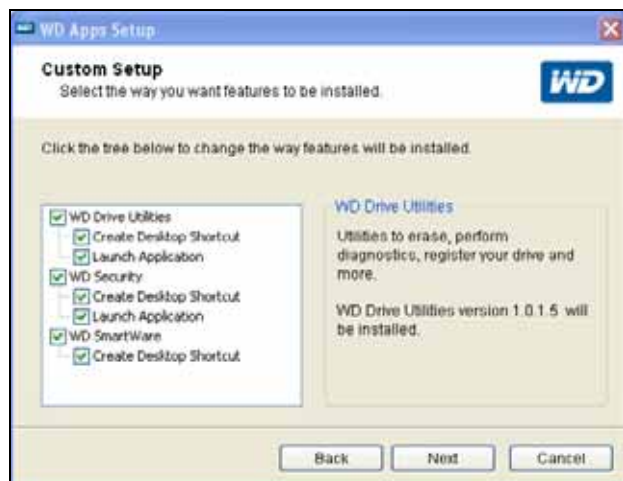 WD Apps Setup
Custom Setup
Select the way you want features to be installed.
WD
Click the tree below to change the way features will be installed.
WD Drive Utilities
Create Desktop Shortcut
Launch Application
WD Security
Create Desktop Shortcut
Launch Application
WD SmartWare
Create Desktop Shortcut
WD Drive Utilities
Utilities to erase, perform
diagnostics, register your drive and
more.
WD Drive Utilities version 1.0.1.5 will
be installed.
Back
Next
Cancel